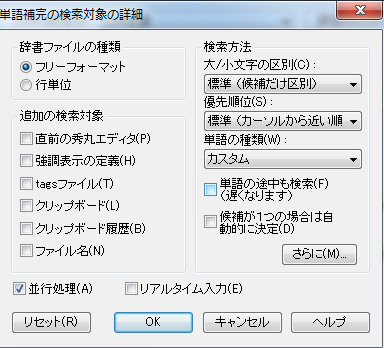 単語補完の検索対象の詳細
辞書ファイルの種類
フリーフォーマット
行単位
追加の検索対象
直前の秀丸エディタ(P)
強調表示の定義(H)
tagsファイル(T)
クリップボード(L)
クリップボード履歴(B)
ファイル名(N)
検索方法
大/小文字の区別(C):
標準 (候補だけ区別)
優先順位(S):
標準 (カーソルから近い順
単語の種類(W):
カスタム
単語の途中も検索(F)
(遅くなります)
候補が1つの場合は自
動的に決定(D)
さらに(M)...
並行処理(A)
リアルタイム入力(E)
リセット(R)
OK
キャンセル
ヘルプ